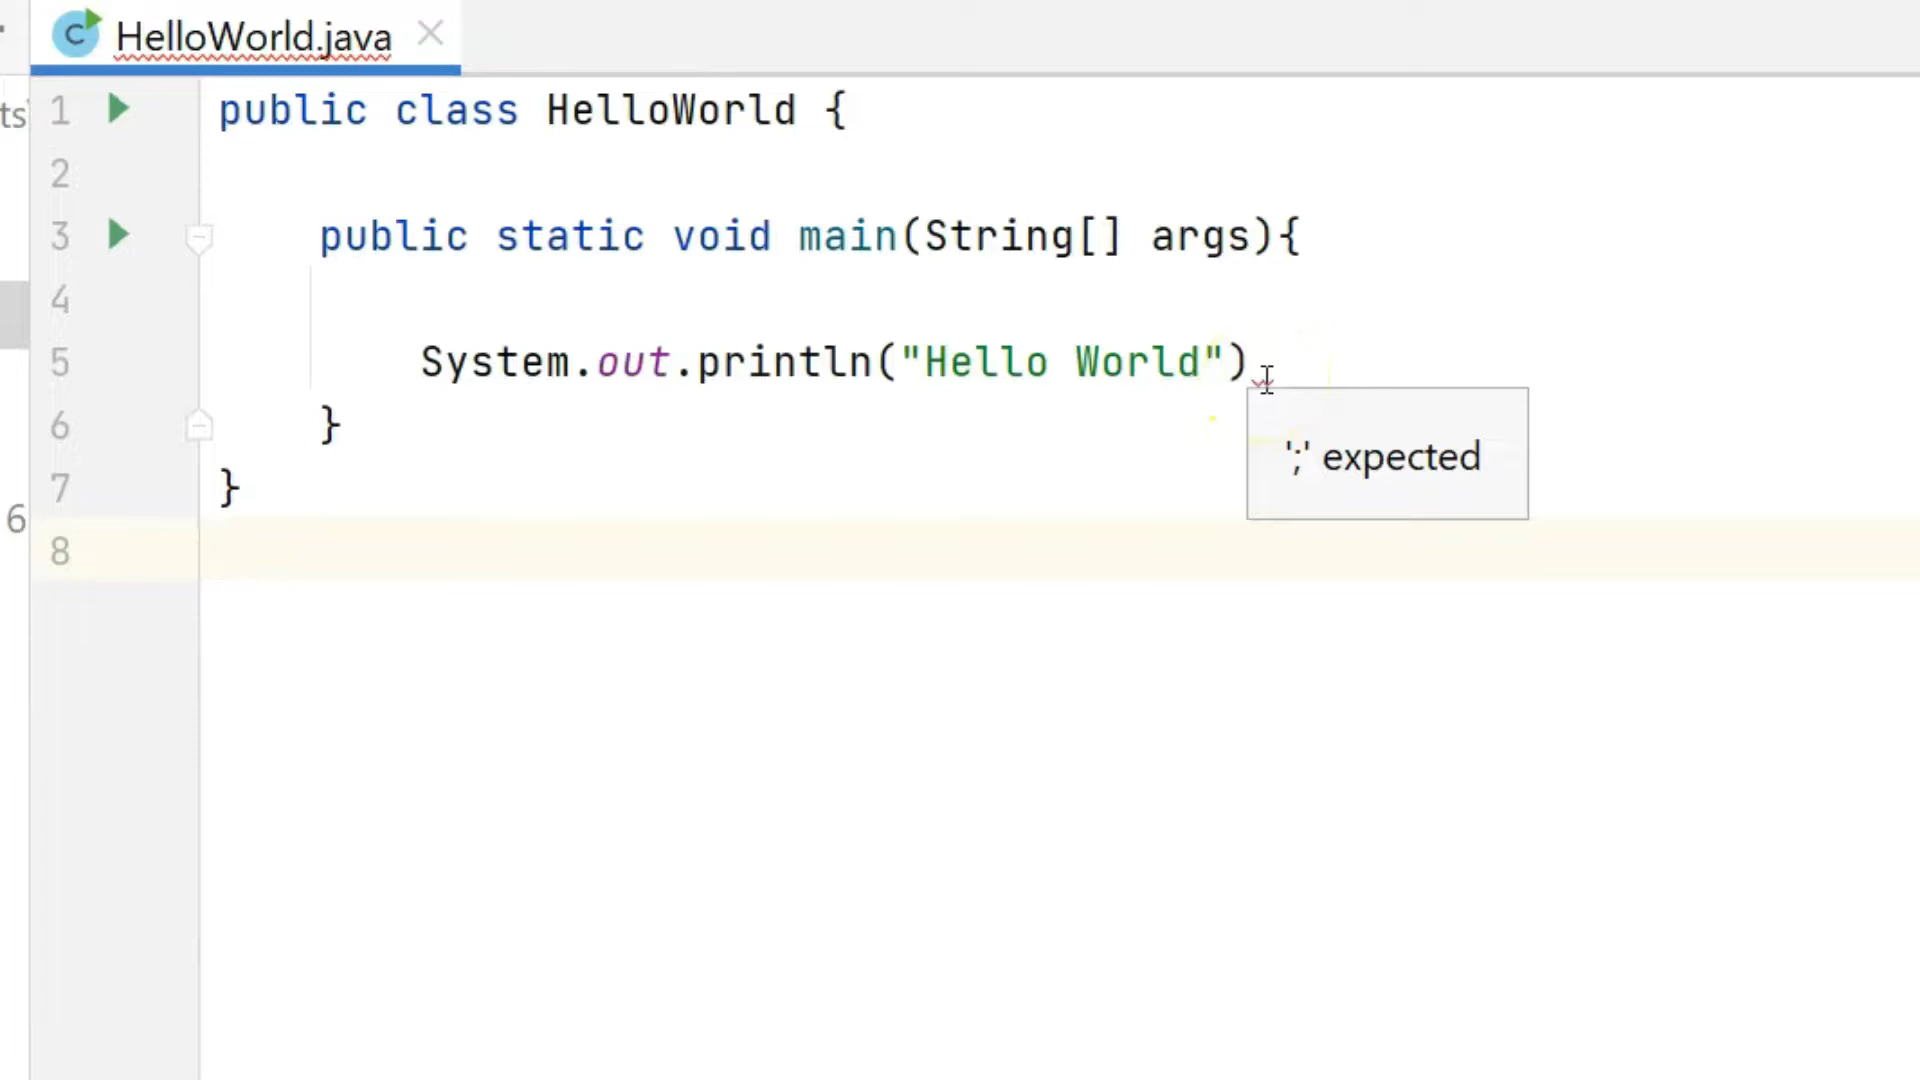 HelloWorld.java
ts
1 public class HelloWorld {
2
3 public static void main(String[] args){
4
5 System.out.println("Hello World")
';' expected
6 }
7 }
6
8